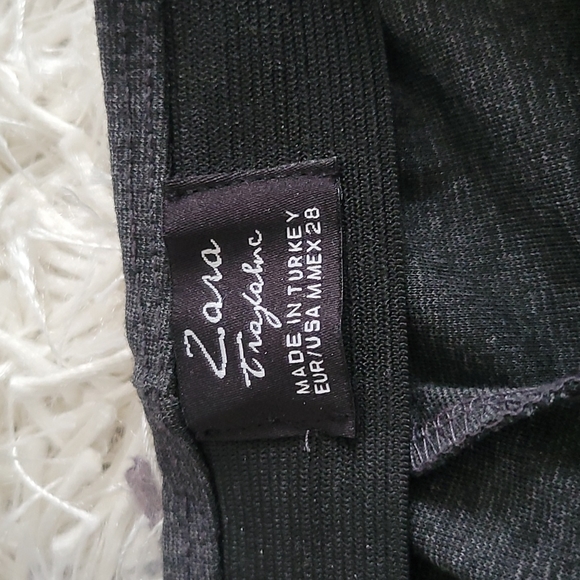 Zara
trafaluc
MADE IN TURKEY
EUR/USA M MEX 28